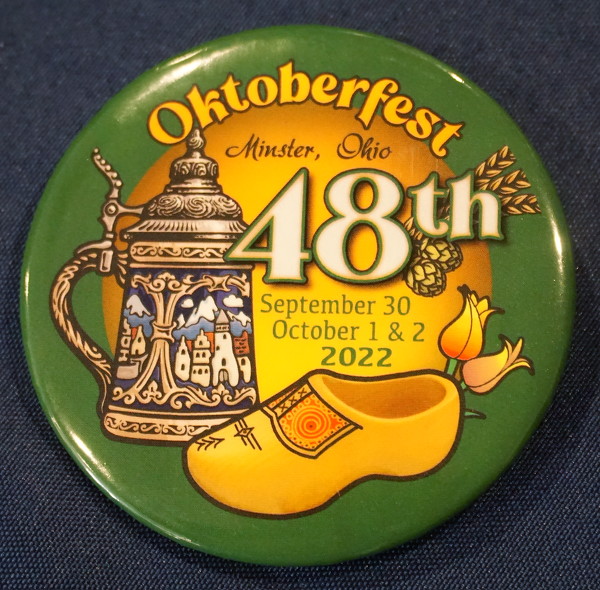 Oktoberfest
Minster, Ohio
48th
September 30
October 1 & 2
2022